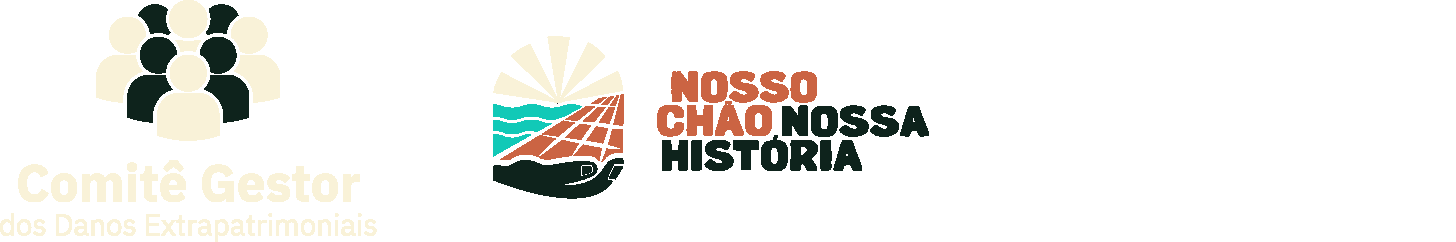 Comitê Gestor
dos Danos Extrapatrimoniais
NOSSO
CHÃO NOSSA
HISTÓRIA